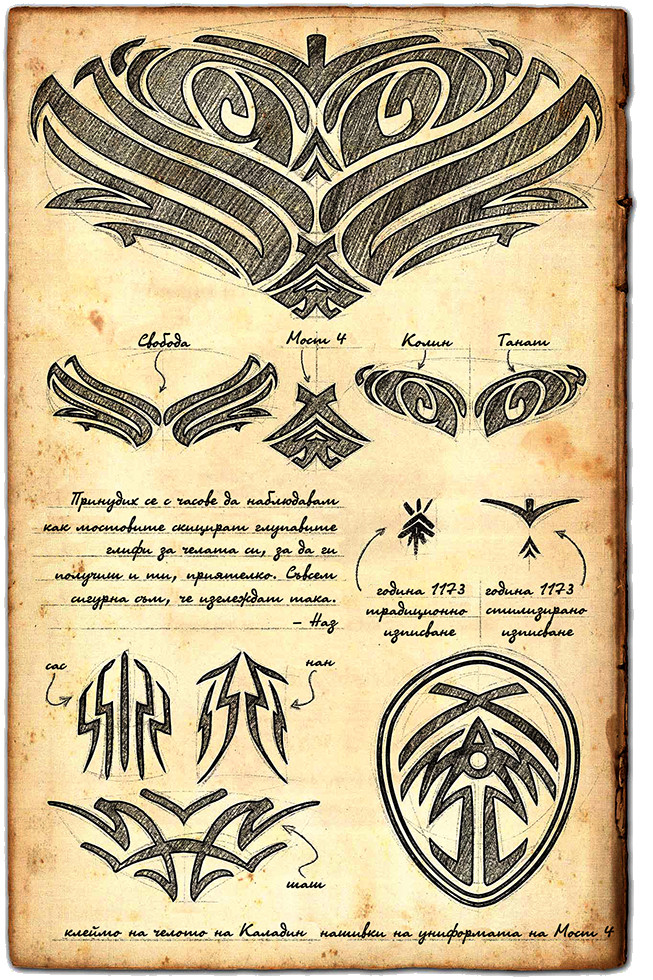 Свобода
Мост 4
Колин
Танат
Принудих се с часове да наблюдавам
как мостовите скицират глупавите
глифи за челата си, за да ги
получиш и ти, приятелко. Съвсем
сигурна съм, че изглеждат така.
– Наз
година 1173
традиционно
изписване
година 1173
стилизирано
изписване
сас
нан
шаш
клеймо на челото на Каладин
нашивки на униформата на Мост 4